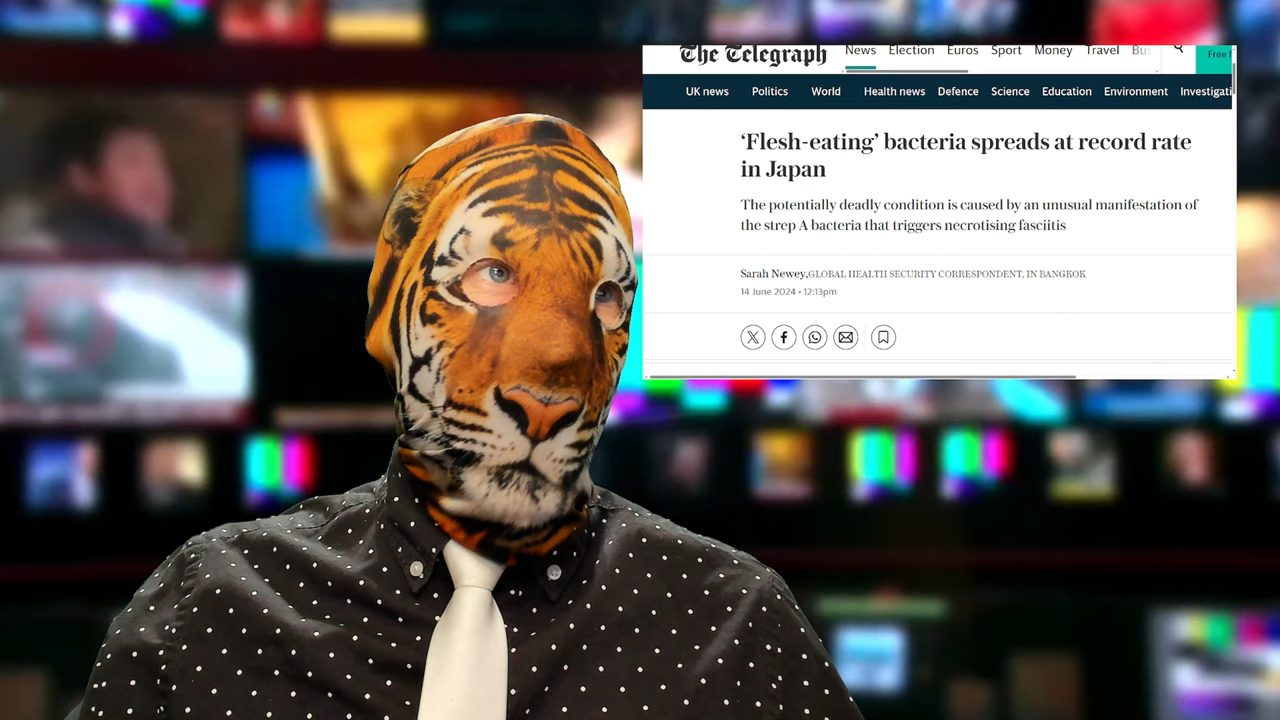 The Telegraph
News Election Euros Sport Money Travel
UK news Politics World Health news Defence Science Education Environment
‘Flesh-eating’ bacteria spreads at record rate
in Japan
The potentially deadly condition is caused by an unusual manifestation of
the strep A bacteria that triggers necrotising fasciitis
Sarah Newey, GLOBAL HEALTH SECURITY CORRESPONDENT, IN BANGKOK
14 June 2024 • 12:13pm